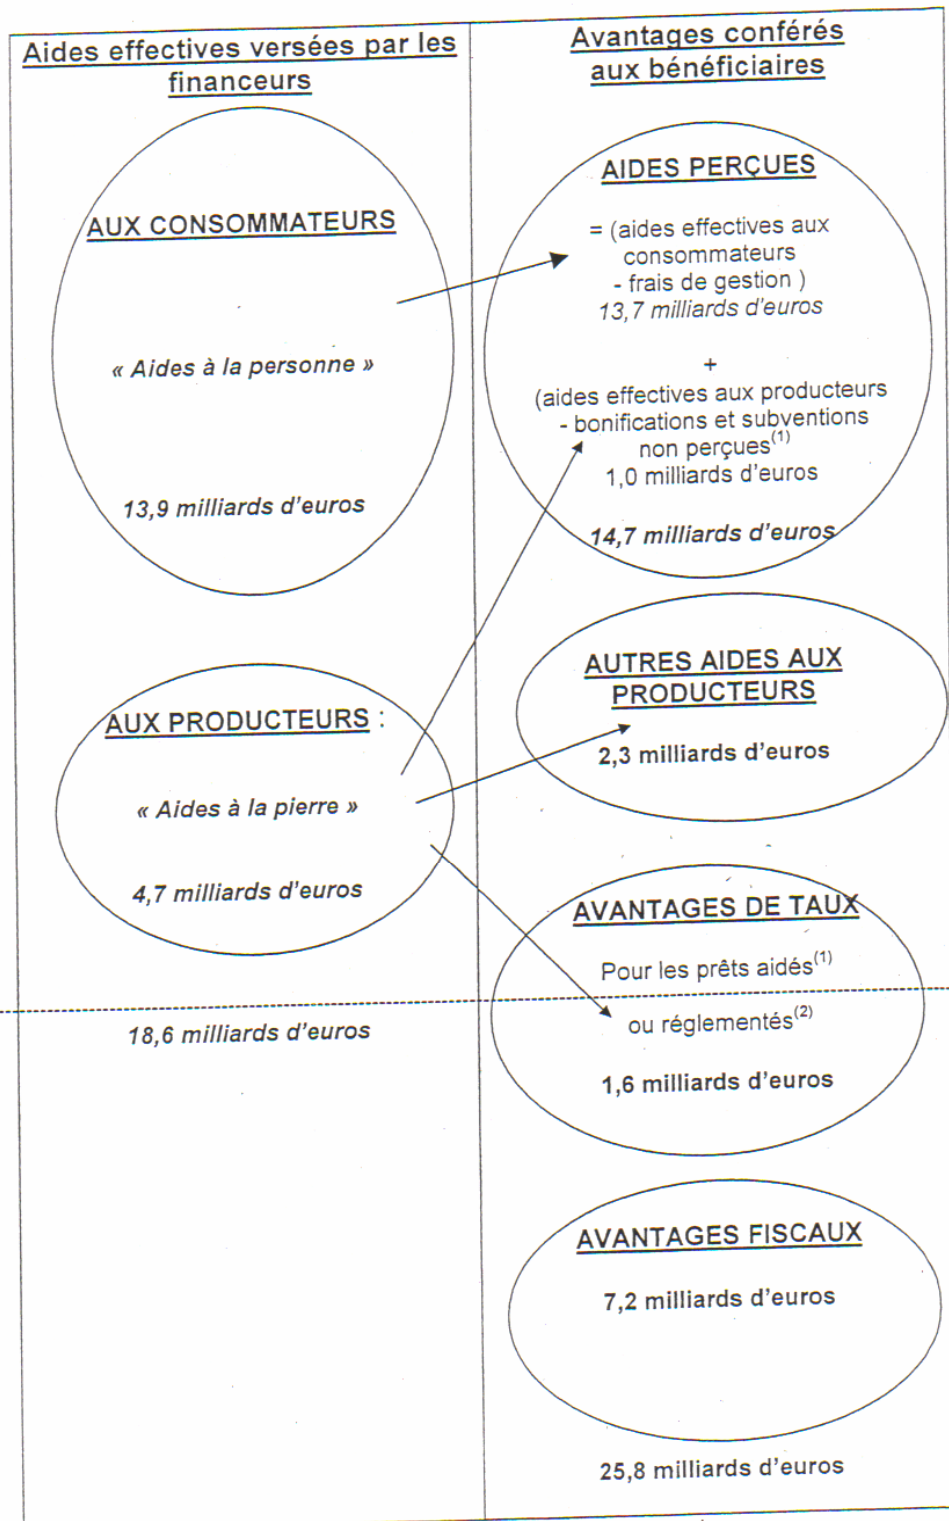 Aides effectives versées par les
financeurs
AUX CONSOMMATEURS
« Aides à la personne »
13,9 milliards d'euros
AUX PRODUCTEURS :
« Aides à la pierre »
4,7 milliards d'euros
18,6 milliards d'euros
Avantages conférés
aux bénéficiaires
AIDES PERÇUES
= (aides effectives aux
consommateurs
- frais de gestion )
13,7 milliards d'euros
+
(aides effectives aux producteurs
- bonifications et subventions
non perçues(1)
1,0 milliards d'euros
14,7 milliards d'euros
AUTRES AIDES AUX
PRODUCTEURS
2,3 milliards d'euros
AVANTAGES DE TAUX
Pour les prêts aidés(1)
ou réglementés(2)
1,6 milliards d'euros
AVANTAGES FISCAUX
7,2 milliards d'euros
25,8 milliards d'euros